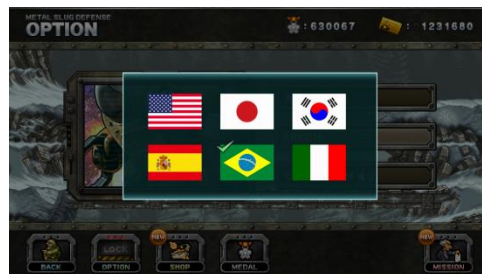 METAL SLUG DEFENSE
OPTION
: 630067
: 1231680
NEW
NEW
BACK
OPTION
SHOP
MEDAL
MISSION
LOCK